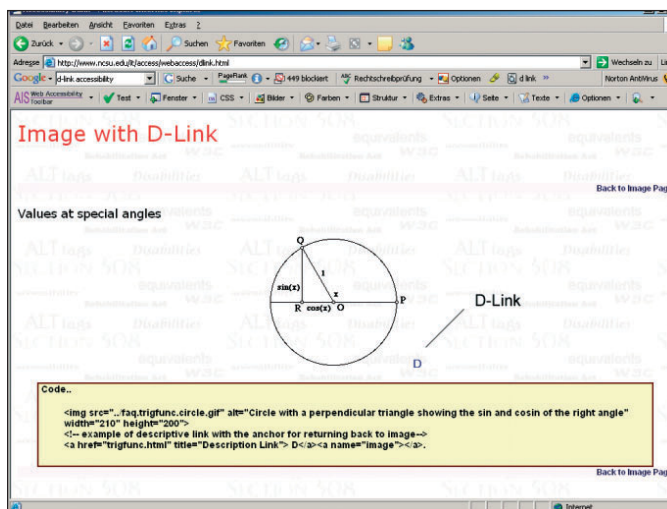 Datei Bearbeiten Ansicht Favoriten Extras ?
Zurück Suchen Favoriten
Adresse http://www.ncsu.edu/it/access/webaccess/dlink.html Wechseln zu
Google d-link accessibility Suche PageRank 449 blockiert Rechtschreibprüfung Optionen d link » Norton AntiVirus
AIS Web Accessibility Toolbar Test Fenster CSS Bilder Farben Struktur Extras Seite Texte Optionen
Image with D-Link
Back to Image Pag
Values at special angles
Q
1
sin(x)
x
R cos(x) O P
D-Link
D
Code..
<img src="../faq.trigfunc.circle.gif" alt="Circle with a perpendicular triangle showing the sin and cosin of the right angle"
width="210" height="200">
<!-- example of descriptive link with the anchor for returning back to image-->
<a href="trigfunc.html" title="Description Link"> D</a><a name="image"></a>.
Back to Image Pag
Internet